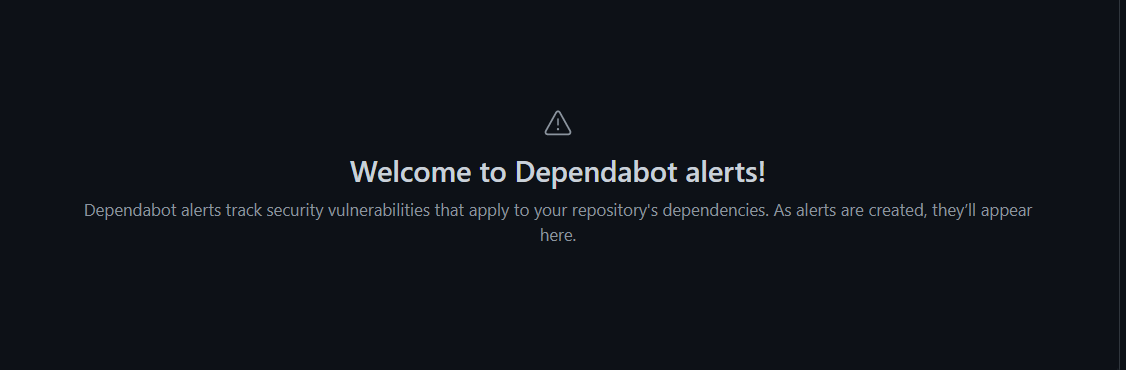 Welcome to Dependabot alerts!
Dependabot alerts track security vulnerabilities that apply to your repository's dependencies. As alerts are created, they’ll appear
here.